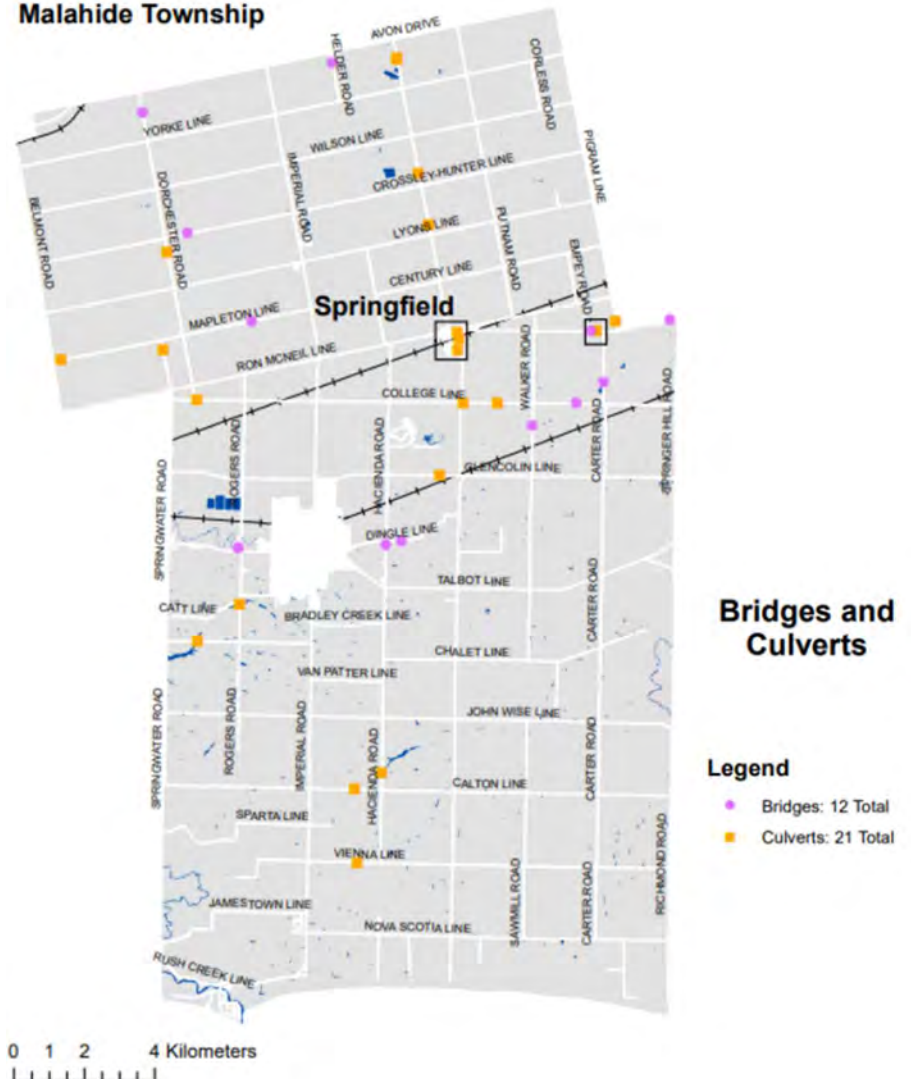 Malahide Township
AVON DRIVE
HELDER ROAD
CORLESS ROAD
YORKE LINE
WILSON LINE
PIGRAM LINE
CROSSLEY-HUNTER LINE
IMPERIAL ROAD
DORCHESTER ROAD
BELMONT ROAD
LYONS LINE
PUTNAM ROAD
EMPEY ROAD
CENTURY LINE
Springfield
MAPLETON LINE
RON MCNEIL LINE
WALKER ROAD
COLLEGE LINE
CARTER ROAD
SPRINGER HILL ROAD
ROGERS ROAD
HACIENDA ROAD
GLENCOLIN LINE
SPRINGWATER ROAD
DINGLE LINE
TALBOT LINE
CARTER ROAD
CATT LINE
BRADLEY CREEK LINE
Bridges and
Culverts
CHALET LINE
VAN PATTER LINE
JOHN WISE LINE
SPRINGWATER ROAD
ROGERS ROAD
IMPERIAL ROAD
HACIENDA ROAD
CARTER ROAD
CALTON LINE
Legend
Bridges: 12 Total
Culverts: 21 Total
SPARTA LINE
VIENNA LINE
RICHMOND ROAD
SAWMILL ROAD
CARTER ROAD
JAMESTOWN LINE
NOVA SCOTIA LINE
RUSH CREEK LINE
0 1 2 4 Kilometers